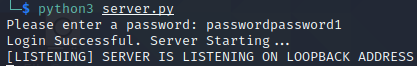 └─$ python3 server.py
Please enter a password: passwordpassword1
Login Successful. Server Starting...
[LISTENING] SERVER IS LISTENING ON LOOPBACK ADDRESS